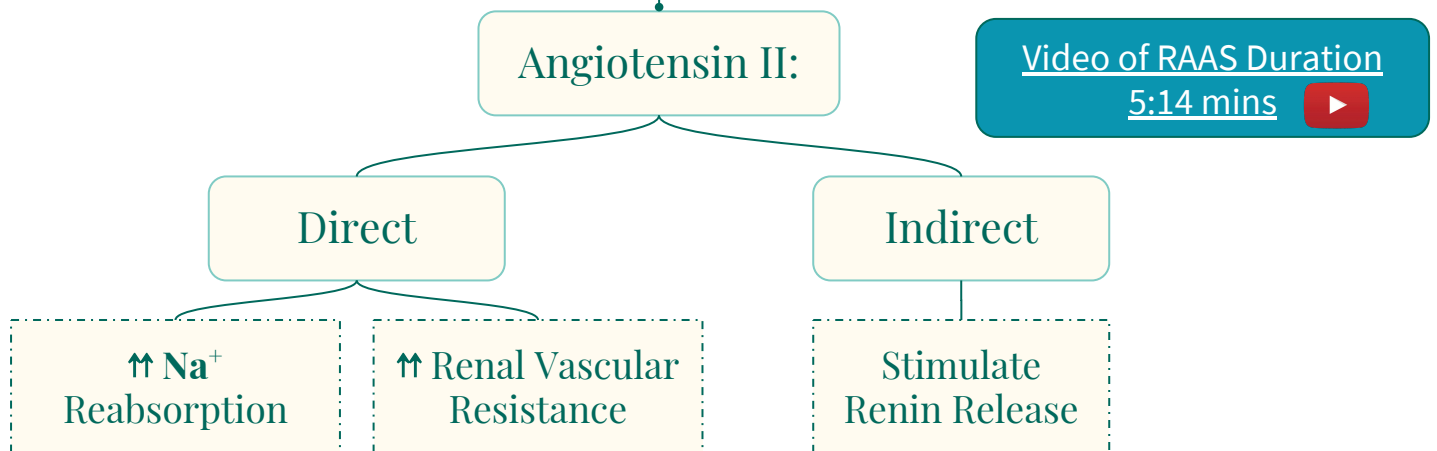 Angiotensin II:
Video of RAAS Duration
5:14 mins
Direct
Indirect
⇈ Na⁺
Reabsorption
⇈ Renal Vascular
Resistance
Stimulate
Renin Release